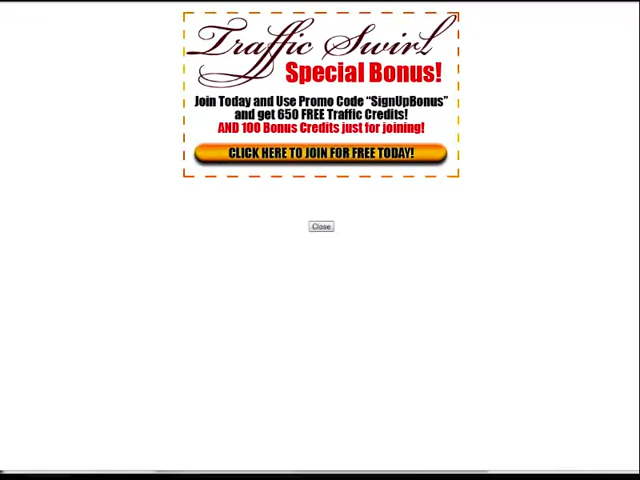 Traffic Swirl
Special Bonus!
Join Today and Use Promo Code “SignUpBonus”
and get 650 FREE Traffic Credits!
AND 100 Bonus Credits just for joining!
CLICK HERE TO JOIN FOR FREE TODAY!
Close